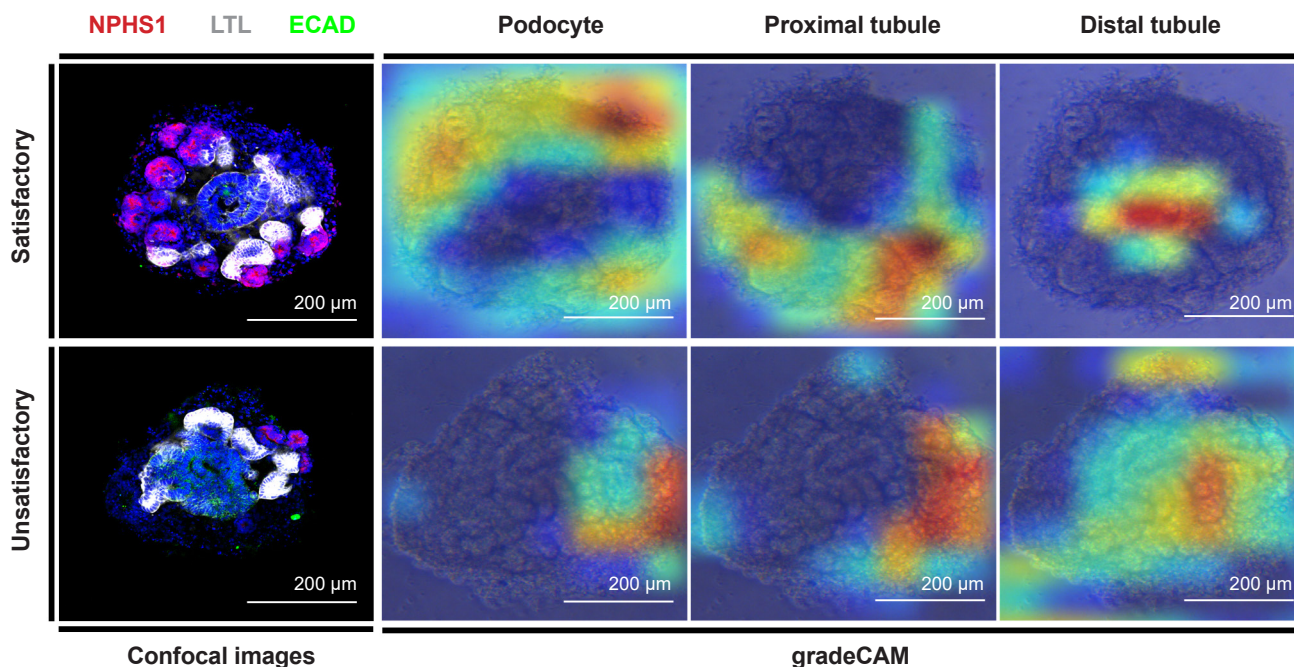 NPHS1 LTL ECAD Podocyte Proximal tubule Distal tubule
Satisfactory
200 µm 200 µm 200 µm 200 µm
Unsatisfactory
200 µm 200 µm 200 µm 200 µm
Confocal images gradeCAM